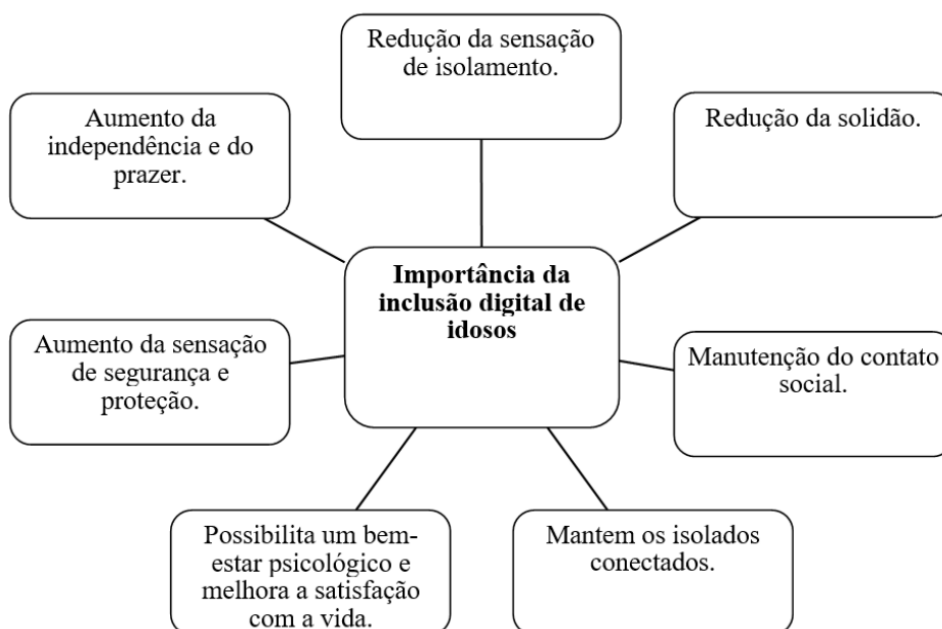 Redução da sensação
de isolamento.
Aumento da
independência e do
prazer.
Redução da solidão.
Importância da
inclusão digital de
idosos
Aumento da sensação
de segurança e
proteção.
Manutenção do contato
social.
Possibilita um bem-
estar psicológico e
melhora a satisfação
com a vida.
Mantem os isolados
conectados.